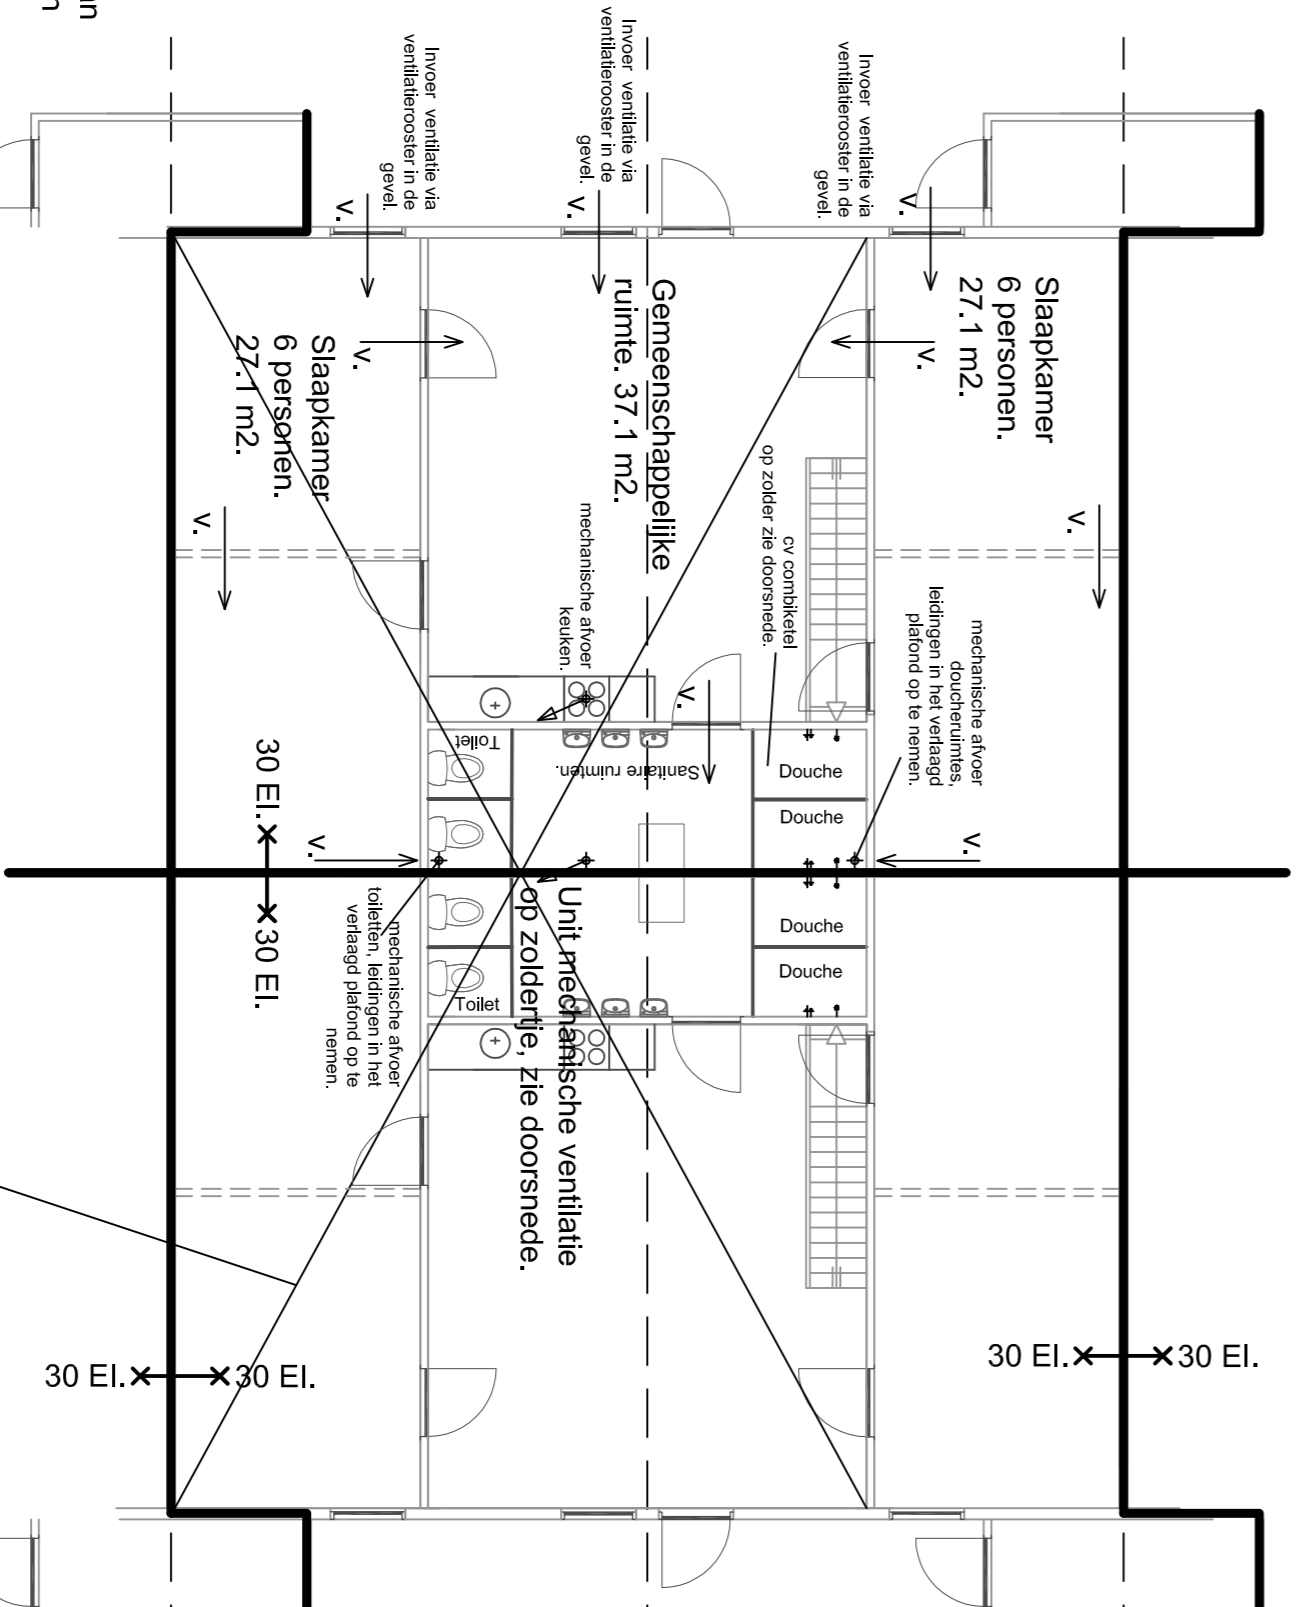 Invoer ventilatie via
ventilatierooster in de
gevel.
Invoer ventilatie via
ventilatierooster in de
gevel.
Invoer ventilatie via
ventilatierooster in de
gevel.
v.
v.
v.
Slaapkamer
6 personen.
27.1 m2.
Gemeenschappelijke
ruimte. 37.1 m2.
Slaapkamer
6 personen.
27.1 m2.
v.
v.
v.
v.
cv combiketel
op zolder zie doorsnede.
mechanische afvoer
keuken.
mechanische afvoer
doucheruimtes,
leidingen in het verlaagd
plafond op te nemen.
v.
Toilet
Sanitaire ruimten.
Douche
Douche
30 El.
30 El.
v.
v.
Douche
Douche
Toilet
mechanische afvoer
toiletten, leidingen in het
verlaagd plafond op te
nemen.
Unit mechanische ventilatie
op zoldertje, zie doorsnede.
30 El.
30 El.
30 El.
30 El.